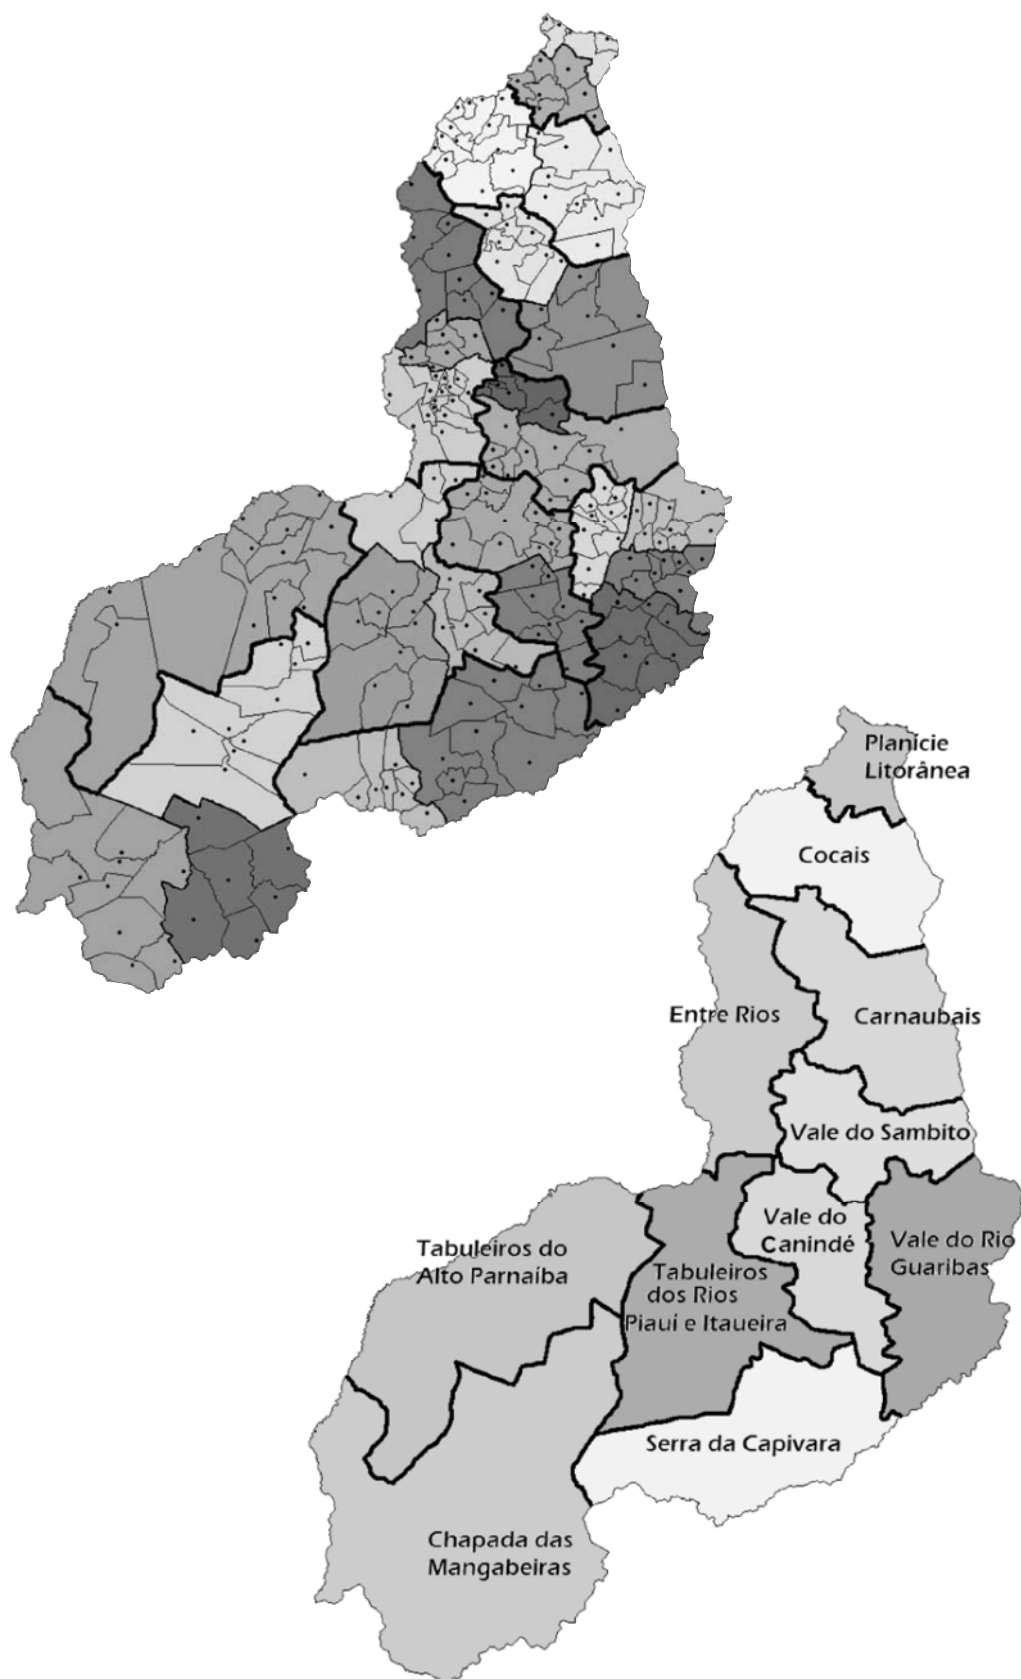 Planície
Litorânea
Cocais
Entre Rios
Carnaubais
Vale do Sambito
Vale do
Canindé
Vale do Rio
Guaribas
Tabuleiros do
Alto Parnaíba
Tabuleiros
dos Rios
Piaui e Itaueira
Serra da Capivara
Chapada das
Mangabeiras